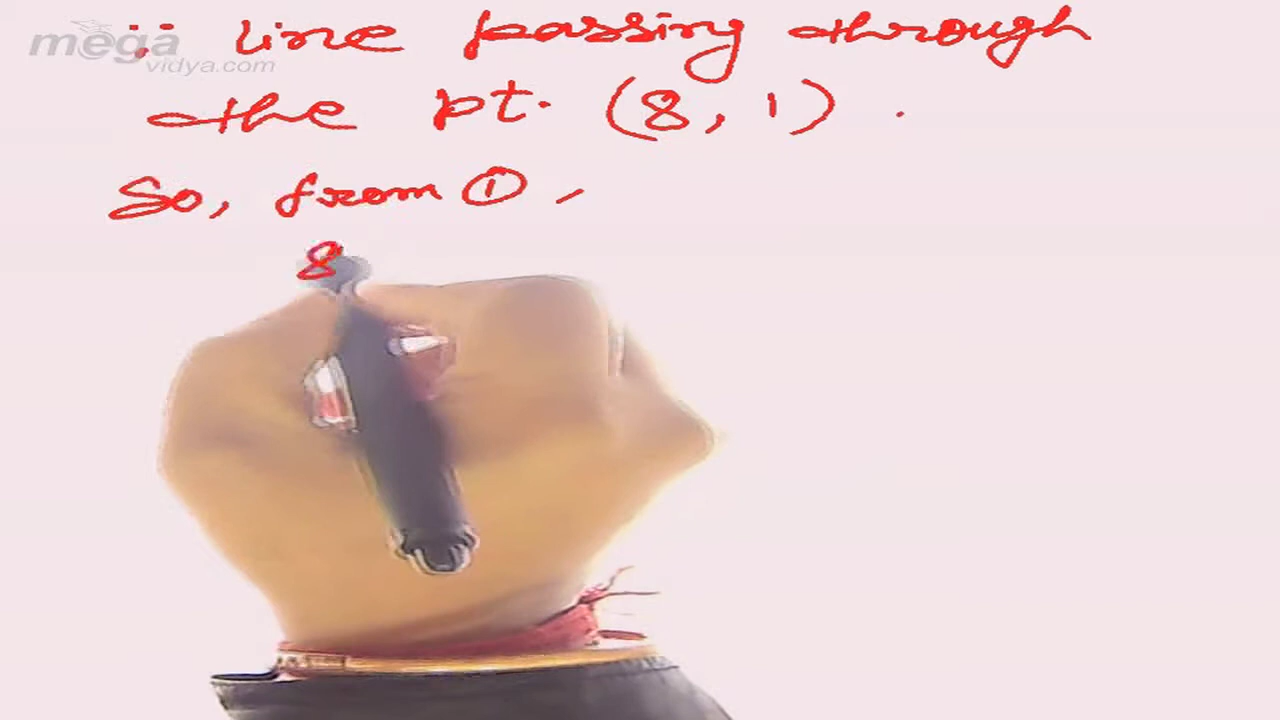 mega
vidya.com
∵ line passing through
the pt. (8, 1) .
So, from ①,
8